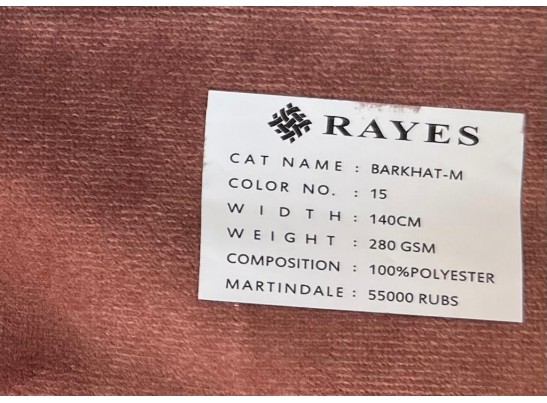 RAYES
CAT NAME : BARKHAT-M
COLOR NO. : 15
WIDTH : 140CM
WEIGHT : 280 GSM
COMPOSITION : 100%POLYESTER
MARTINDALE : 55000 RUBS